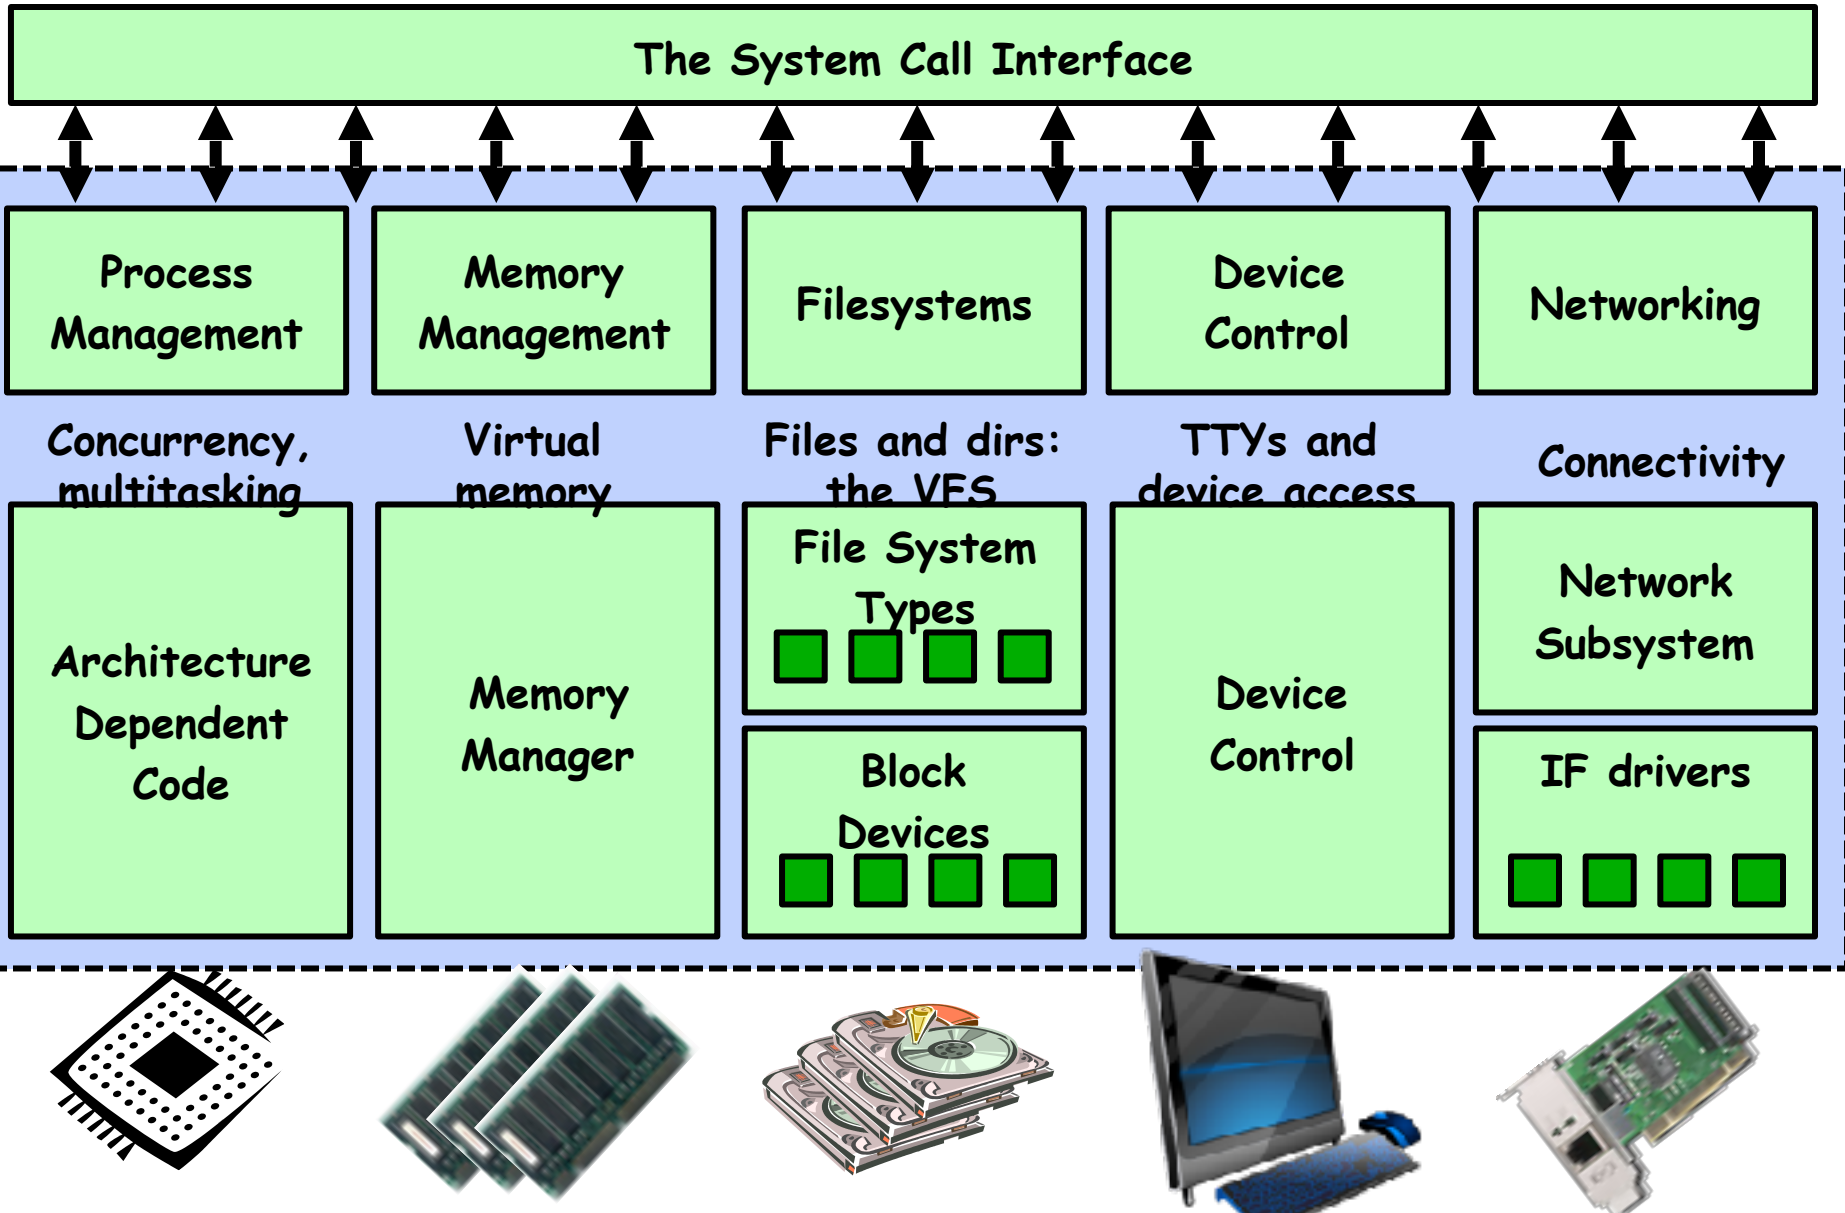 The System Call Interface
Process
Management
Memory
Management
Filesystems
Device
Control
Networking
Concurrency,
multitasking
Virtual
memory
Files and dirs:
the VFS
TTYs and
device access
Connectivity
Architecture
Dependent
Code
Memory
Manager
File System
Types
Block
Devices
Device
Control
Network
Subsystem
IF drivers